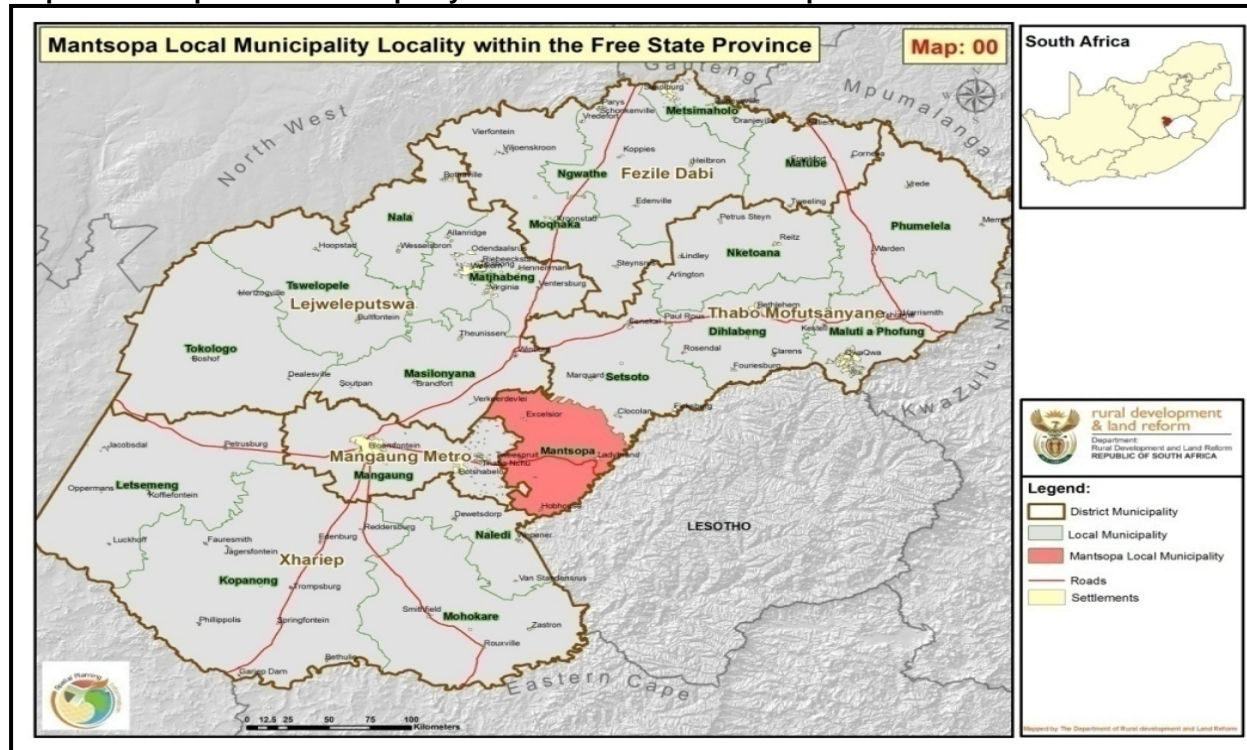 Mantsopa Local Municipality Locality within the Free State Province
Map: 00
South Africa
Gauteng
Mpumalanga
North West
Parys
Schonkenville
Vredefort
Metsimaholo
Oranjeville
Vierfontein
Viljoenskroon
Koppies
Heilbron
Mafube
Cornelia
Ngwathe
Fezile Dabi
Vrede
Edenville
Tweeling
Nala
Moqhaka
Kroonstad
Petrus Steyn
Phumelela
Allanridge
Reitz
Hoopstad
Wesselsbron
Odendaalsrus
Nketoana
Warden
Steynsrus
Lindley
Hennenman
Arlington
Matjhabeng
Tswelopele
Virginia
Ventersburg
Hertzogville
Lejweleputswa
Bethlehem
Bultfontein
Paul Roux
Thabo Mofutsanyane
Harrismith
Senekal
Dihlabeng
Kestell
Maluti a Phofung
Theunissen
Tokologo
Boshof
Rosendal
Clarens
QwaQwa
Masilonyana
Fouriesburg
Dealesville
Soutpan
Brandfort
Marquard
Setsoto
KwaZulu - Na
Verkeerdevlei
Excelsior
Clocolan
Jacobsdal
Petrusburg
Bloemfontein
Mantsopa
Ladybrand
Mangaung Metro
Tweespruit
Thaba Nchu
Mangaung
Botshabelo
Oppermans
Letsemeng
Koffiefontein
Hobhouse
Dewetsdorp
LESOTHO
Reddersburg
Luckhoff
Fauresmith
Edenburg
Naledi
Wepener
Jagersfontein
Xhariep
Kopanong
Trompsburg
Van Stadensrus
Smithfield
Mohokare
Philippolis
Springfontein
Zastron
Rouxville
Bethulie
Gariep Dam
Eastern Cape
0 12.5 25 50 75 100
Kilometers
rural development
& land reform
Department:
Rural Development and Land Reform
REPUBLIC OF SOUTH AFRICA
Legend:
District Municipality
Local Municipality
Mantsopa Local Municipality
Roads
Settlements
Mapped by The Department of Rural development and Land Reform